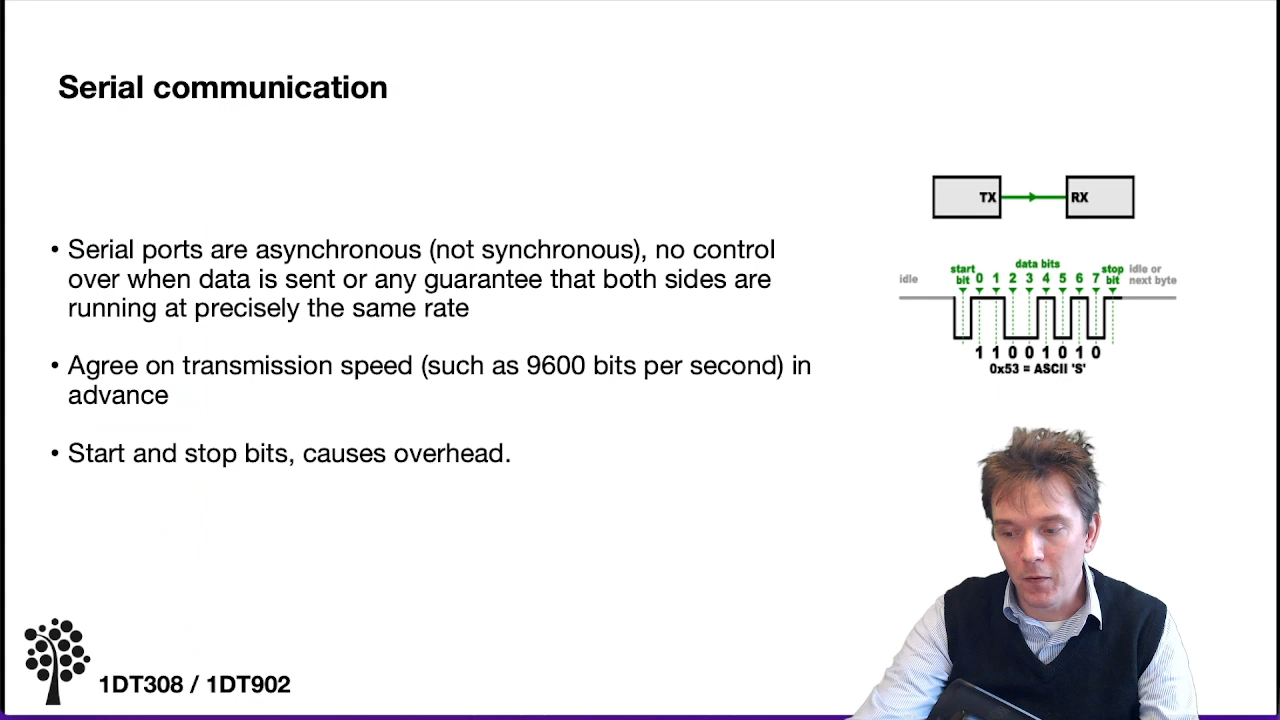 Serial communication
• Serial ports are asynchronous (not synchronous), no control
over when data is sent or any guarantee that both sides are
running at precisely the same rate
• Agree on transmission speed (such as 9600 bits per second) in
advance
• Start and stop bits, causes overhead.
TX RX
idle
start
bit
data bits
0 1 2 3 4 5 6 7
stop
bit
idle or
next byte
1 1 0 0 1 0 1 0
0x53 = ASCII 'S'
1DT308 / 1DT902